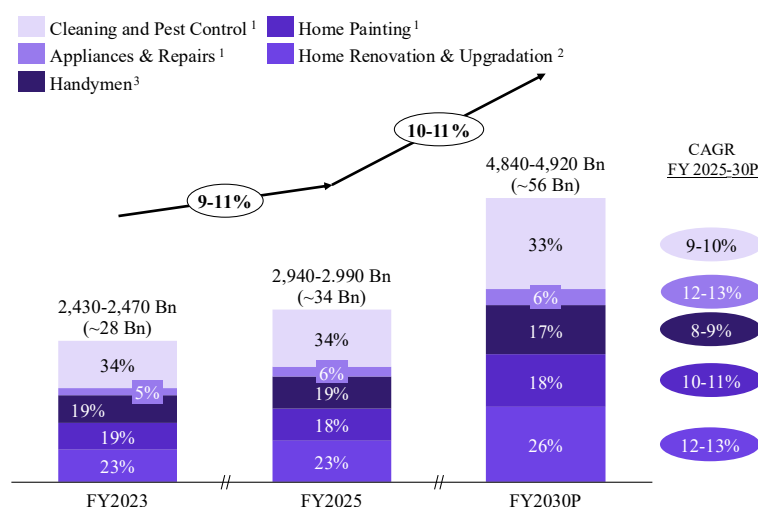 Cleaning and Pest Control 1
Home Painting 1
Appliances & Repairs 1
Home Renovation & Upgradation 2
Handymen3
10-11%
9-11%
CAGR
FY 2025-30P
4,840-4,920 Bn
(~56 Bn)
33%
6%
17%
18%
26%
9-10%
12-13%
8-9%
10-11%
12-13%
2,940-2.990 Bn
(~34 Bn)
34%
6%
19%
18%
23%
2,430-2,470 Bn
(~28 Bn)
34%
5%
19%
19%
23%
FY2023
FY2025
FY2030P